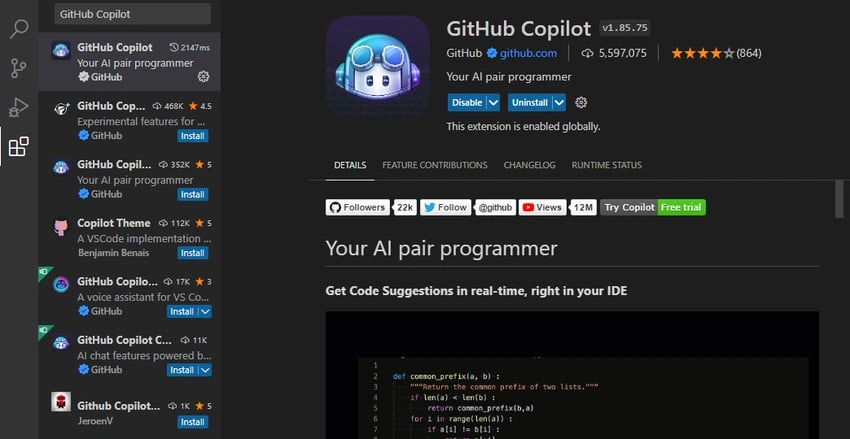 GitHub Copilot
GitHub Copilot 2147ms
Your AI pair programmer
GitHub
GitHub Cop... 468K 4.5
Experimental features for ...
GitHub Install
GitHub Copil... 352K 5
Your AI pair programmer
GitHub Install
Copilot Theme 112K 5
A VSCode implementation ...
Benjamin Benais Install
GitHub Copilo... 17K 3
A voice assistant for VS Co...
GitHub Install
GitHub Copilot C... 11K
AI chat features powered b...
GitHub Install
Github Copilot... 1K 5
JeroenV Install
GitHub Copilot v1.85.75
GitHub github.com 5,597,075 (864)
Your AI pair programmer
Disable Uninstall
This extension is enabled globally.
DETAILS FEATURE CONTRIBUTIONS CHANGELOG RUNTIME STATUS
Followers 22k Follow @github Views 12M Try Copilot Free trial
Your AI pair programmer
Get Code Suggestions in real-time, right in your IDE
1
2 def common_prefix(a, b) :
3 """Return the common prefix of two lists."""
4 if len(a) < len(b) :
5 return common_prefix(b,a)
6 for i in range(len(a)) :
7 if a[i] != b[i] :